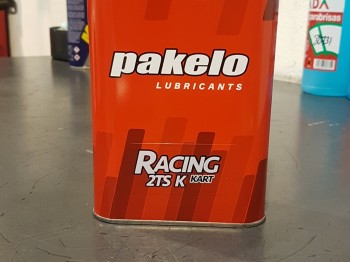 pakelo
LUBRICANTS
RACING
2TS K KART